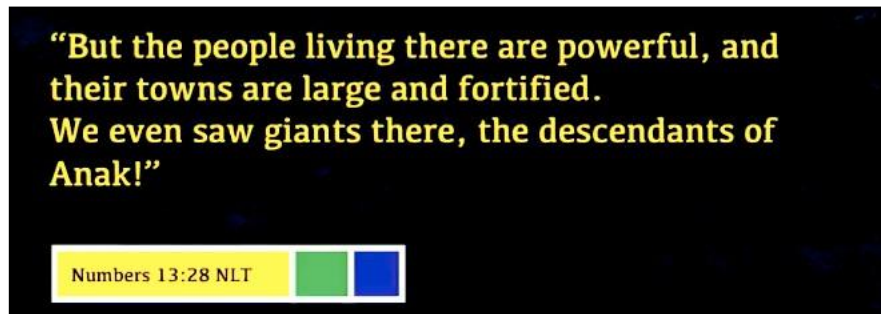 “But the people living there are powerful, and
their towns are large and fortified.
We even saw giants there, the descendants of
Anak!”
Numbers 13:28 NLT